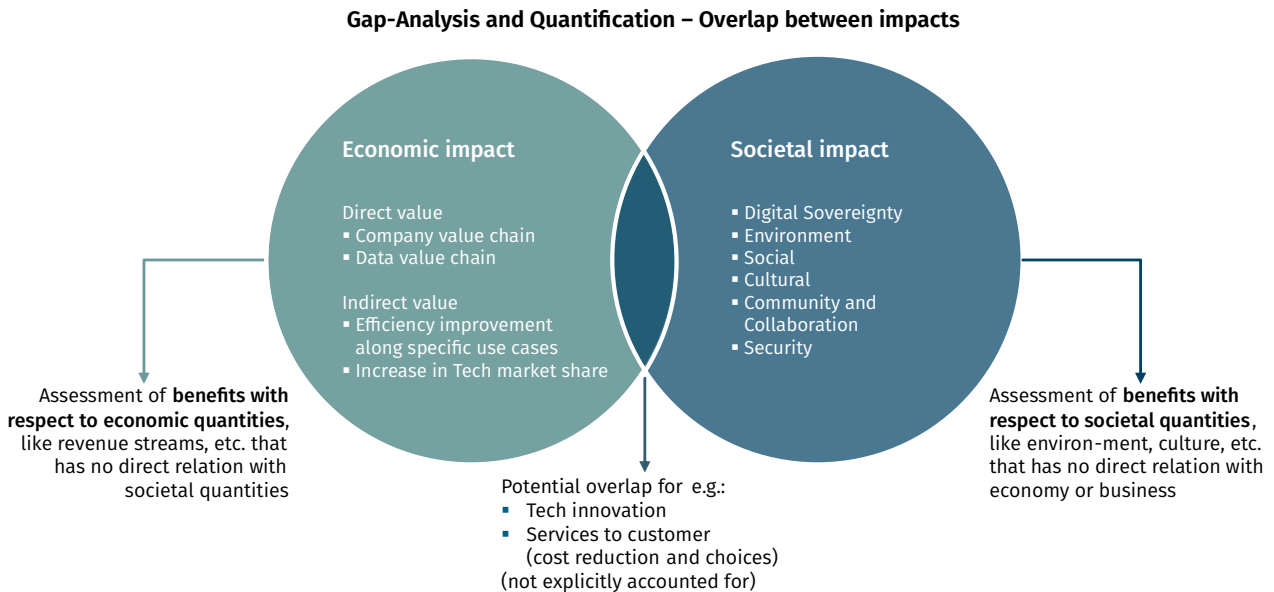 Gap-Analysis and Quantification – Overlap between impacts
Economic impact
Direct value
▪ Company value chain
▪ Data value chain
Indirect value
▪ Efficiency improvement
along specific use cases
▪ Increase in Tech market share
Societal impact
▪ Digital Sovereignty
▪ Environment
▪ Social
▪ Cultural
▪ Community and
Collaboration
▪ Security
Assessment of benefits with
respect to economic quantities,
like revenue streams, etc. that
has no direct relation with
societal quantities
Potential overlap for e.g.:
▪ Tech innovation
▪ Services to customer
(cost reduction and choices)
(not explicitly accounted for)
Assessment of benefits with
respect to societal quantities,
like environ-ment, culture, etc.
that has no direct relation with
economy or business